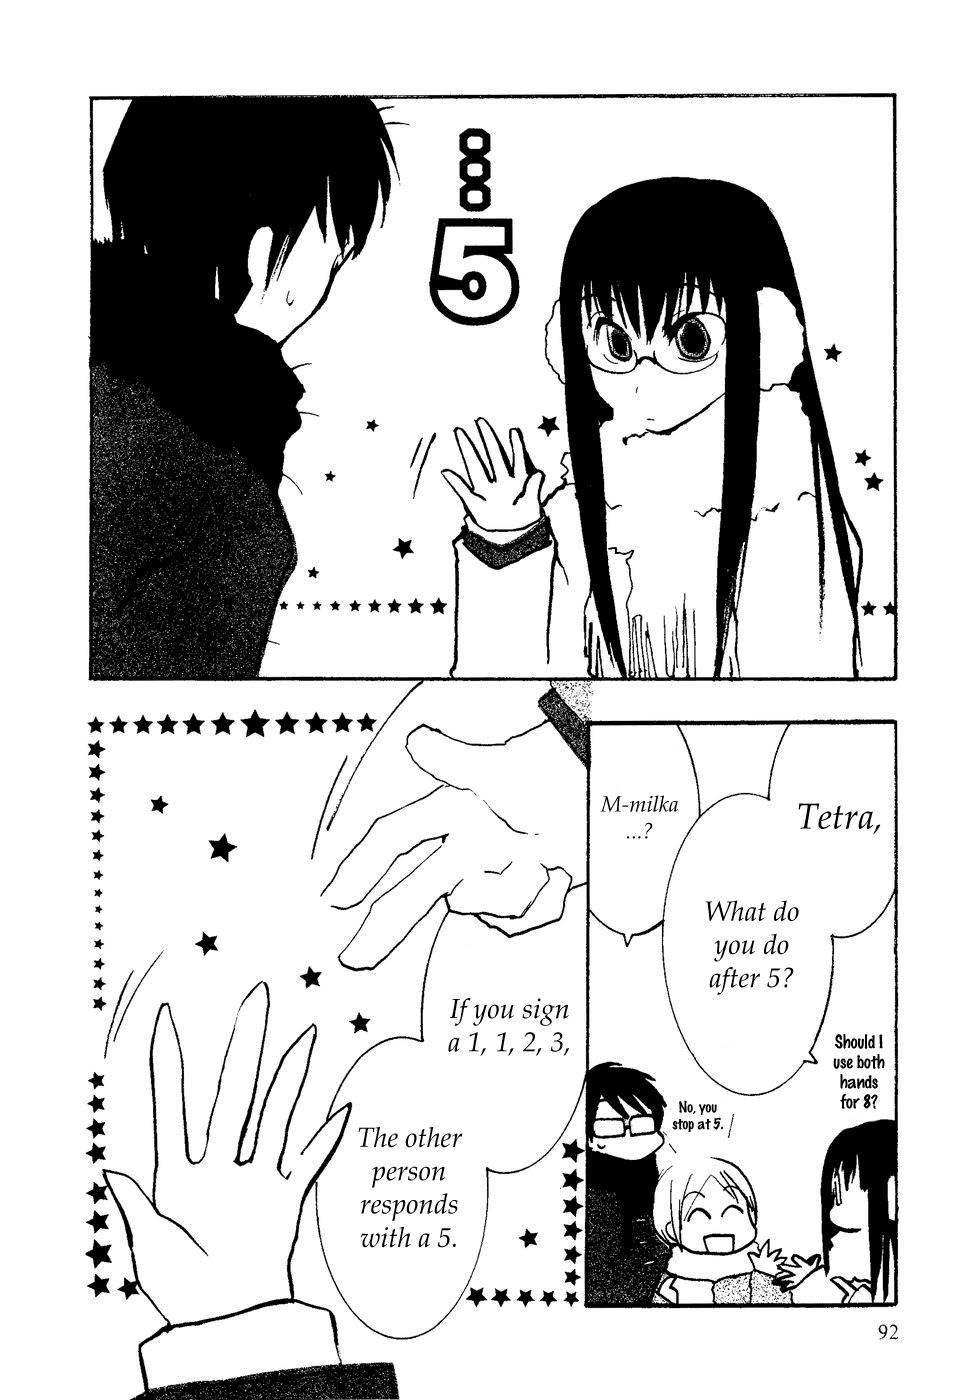 5
M-milka
...?
Tetra,
What do
you do
after 5?
Should I
use both
hands
for 8?
No, you
stop at 5.
If you sign
a 1, 1, 2, 3,
The other
person
responds
with a 5.
92